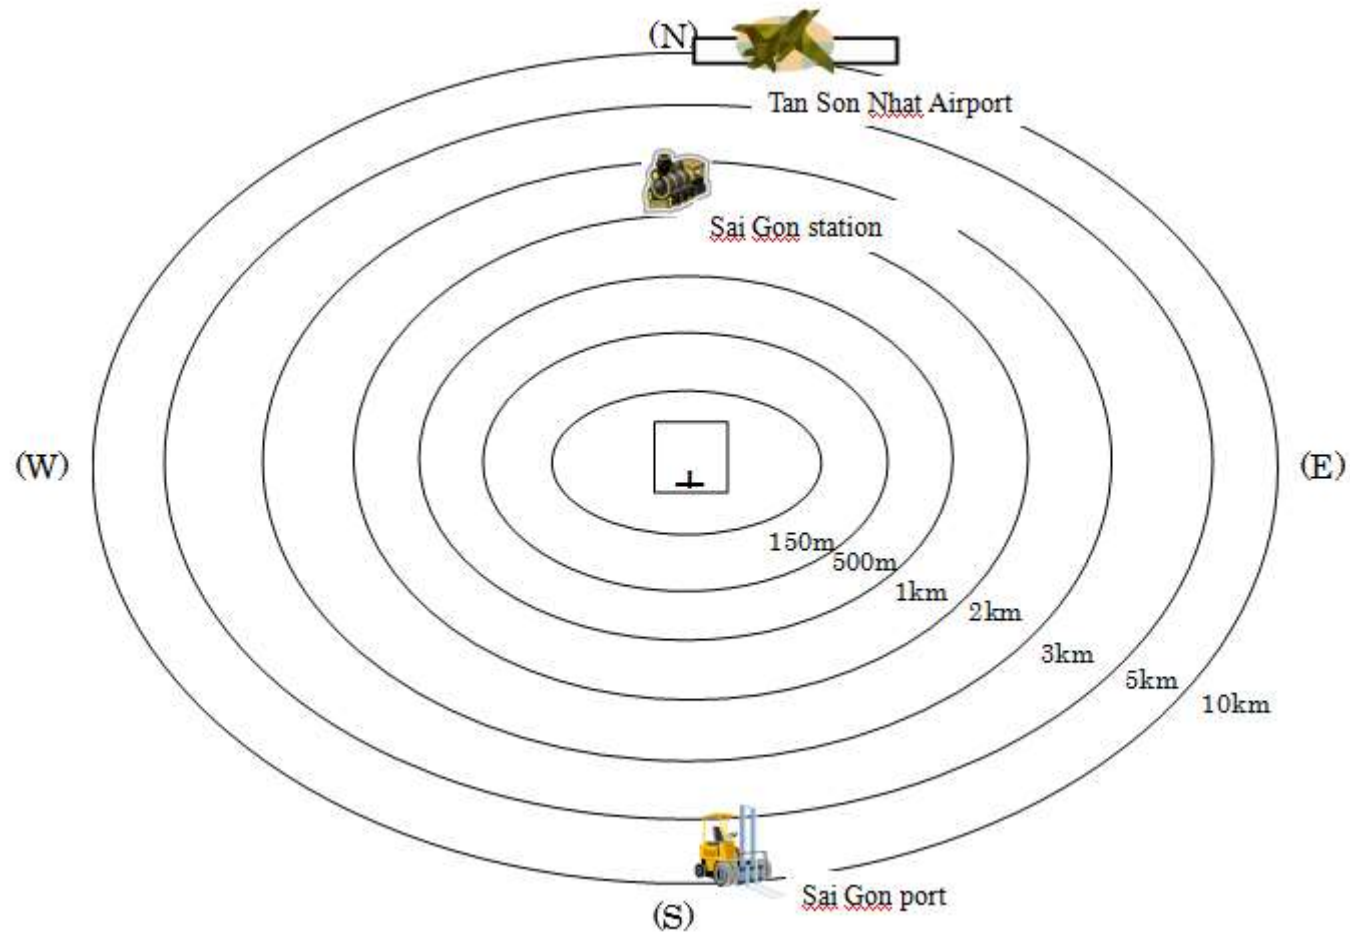 (N)
Tan Son Nhat Airport
Sai Gon station
(W)
(E)
150m
500m
1km
2km
3km
5km
10km
Sai Gon port
(S)